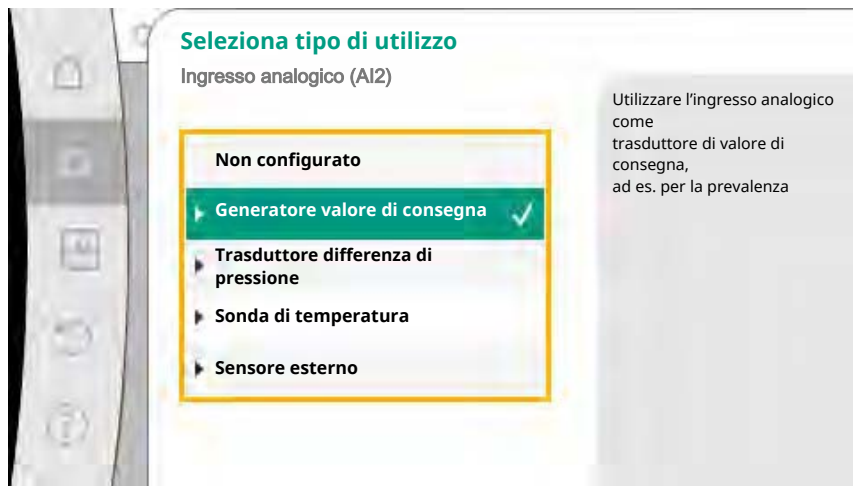 Seleziona tipo di utilizzo
Ingresso analogico (AI2)
Non configurato
Generatore valore di consegna
Trasduttore differenza di
pressione
Sonda di temperatura
Sensore esterno
Utilizzare l'ingresso analogico
come
trasduttore di valore di
consegna,
ad es. per la prevalenza